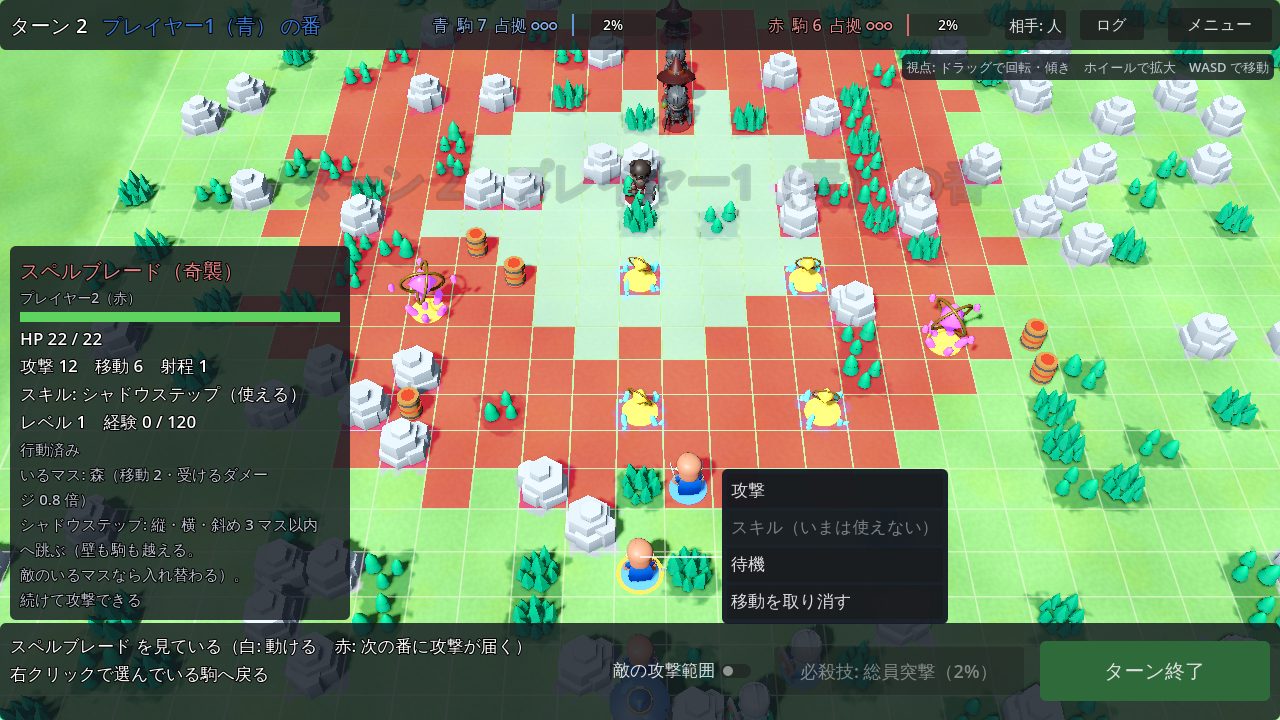 ターン 2 プレイヤー1（青） の番
青 駒 7 占拠 ○○○ 2%
赤 駒 6 占拠 ○○○ 2%
相手: 人
ログ
メニュー
視点: ドラッグで回転・傾き ホイールで拡大 WASD で移動
ターン 2 プレイヤー1（青）の番
スペルブレード（奇襲）
プレイヤー2（赤）
HP 22 / 22
攻撃 12 移動 6 射程 1
スキル: シャドウステップ（使える）
レベル 1 経験 0 / 120
行動済み
いるマス: 森（移動 2・受けるダメー
ジ 0.8 倍）
シャドウステップ: 縦・横・斜め 3 マス以内
へ跳ぶ（壁も駒も越える。
敵のいるマスなら入れ替わる）。
続けて攻撃できる
攻撃
スキル（いまは使えない）
待機
移動を取り消す
スペルブレード を見ている（白: 動ける 赤: 次の番に攻撃が届く）
右クリックで選んでいる駒へ戻る
敵の攻撃範囲
必殺技: 総員突撃（2%）
ターン終了